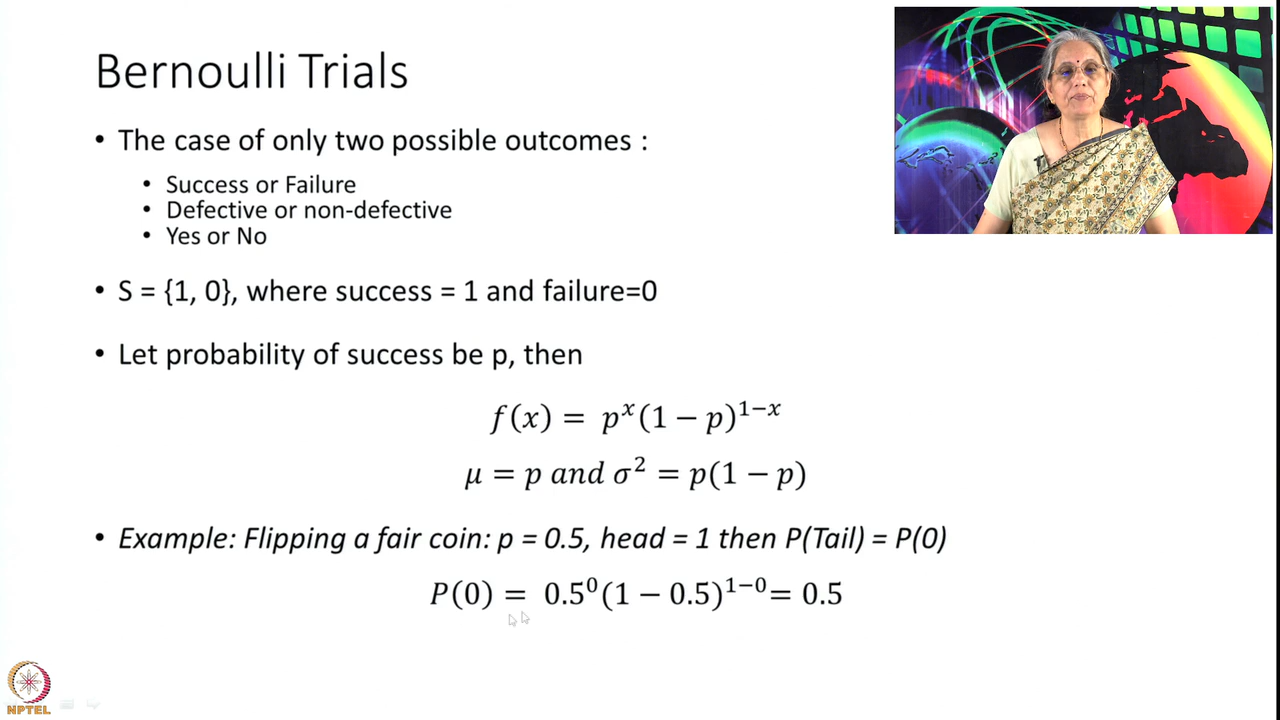 Bernoulli Trials
• The case of only two possible outcomes :
• Success or Failure
• Defective or non-defective
• Yes or No
• S = {1, 0}, where success = 1 and failure=0
• Let probability of success be p, then
f(x) = pˣ(1 − p)¹⁻ˣ
μ = p and σ² = p(1 − p)
• Example: Flipping a fair coin: p = 0.5, head = 1 then P(Tail) = P(0)
P(0) = 0.5⁰(1 − 0.5)¹⁻⁰= 0.5
NPTEL